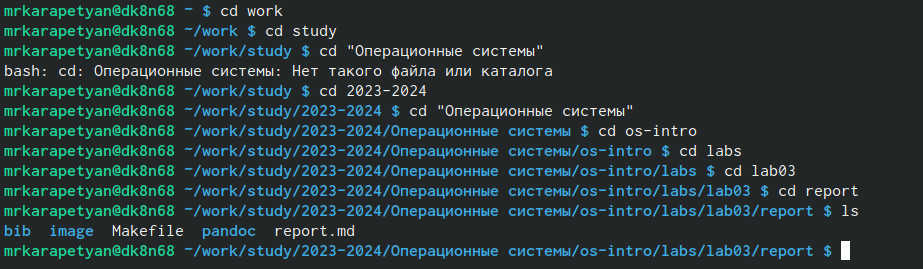 mrkarapetyan@dk8n68 ~ $ cd work
mrkarapetyan@dk8n68 ~/work $ cd study
mrkarapetyan@dk8n68 ~/work/study $ cd "Операционные системы"
bash: cd: Операционные системы: Нет такого файла или каталога
mrkarapetyan@dk8n68 ~/work/study $ cd 2023-2024
mrkarapetyan@dk8n68 ~/work/study/2023-2024 $ cd "Операционные системы"
mrkarapetyan@dk8n68 ~/work/study/2023-2024/Операционные системы $ cd os-intro
mrkarapetyan@dk8n68 ~/work/study/2023-2024/Операционные системы/os-intro $ cd labs
mrkarapetyan@dk8n68 ~/work/study/2023-2024/Операционные системы/os-intro/labs $ cd lab03
mrkarapetyan@dk8n68 ~/work/study/2023-2024/Операционные системы/os-intro/labs/lab03 $ cd report
mrkarapetyan@dk8n68 ~/work/study/2023-2024/Операционные системы/os-intro/labs/lab03/report $ ls
bib  image  Makefile  pandoc  report.md
mrkarapetyan@dk8n68 ~/work/study/2023-2024/Операционные системы/os-intro/labs/lab03/report $